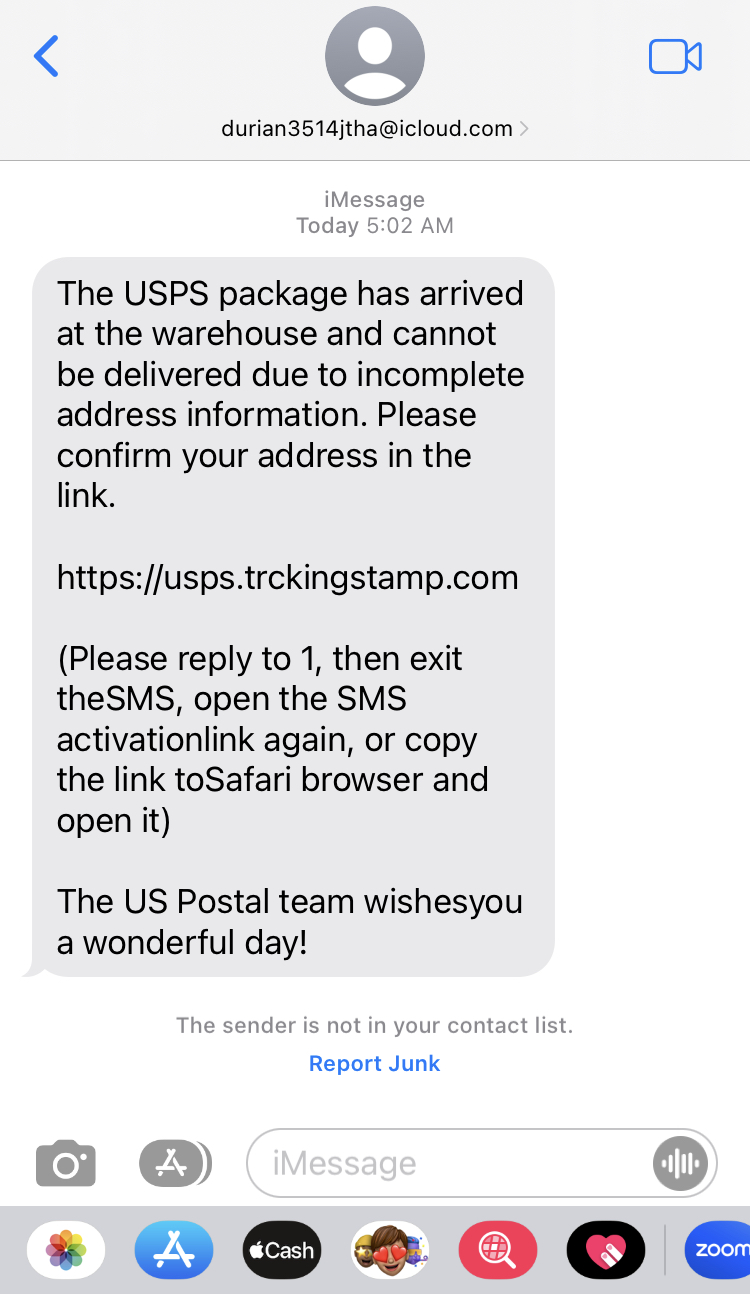 durian3514jtha@icloud.com
iMessage
Today 5:02 AM
The USPS package has arrived
at the warehouse and cannot
be delivered due to incomplete
address information. Please
confirm your address in the
link.
https://usps.trckingstamp.com
(Please reply to 1, then exit
theSMS, open the SMS
activationlink again, or copy
the link toSafari browser and
open it)
The US Postal team wishesyou
a wonderful day!
The sender is not in your contact list.
Report Junk
iMessage
Cash
zoom